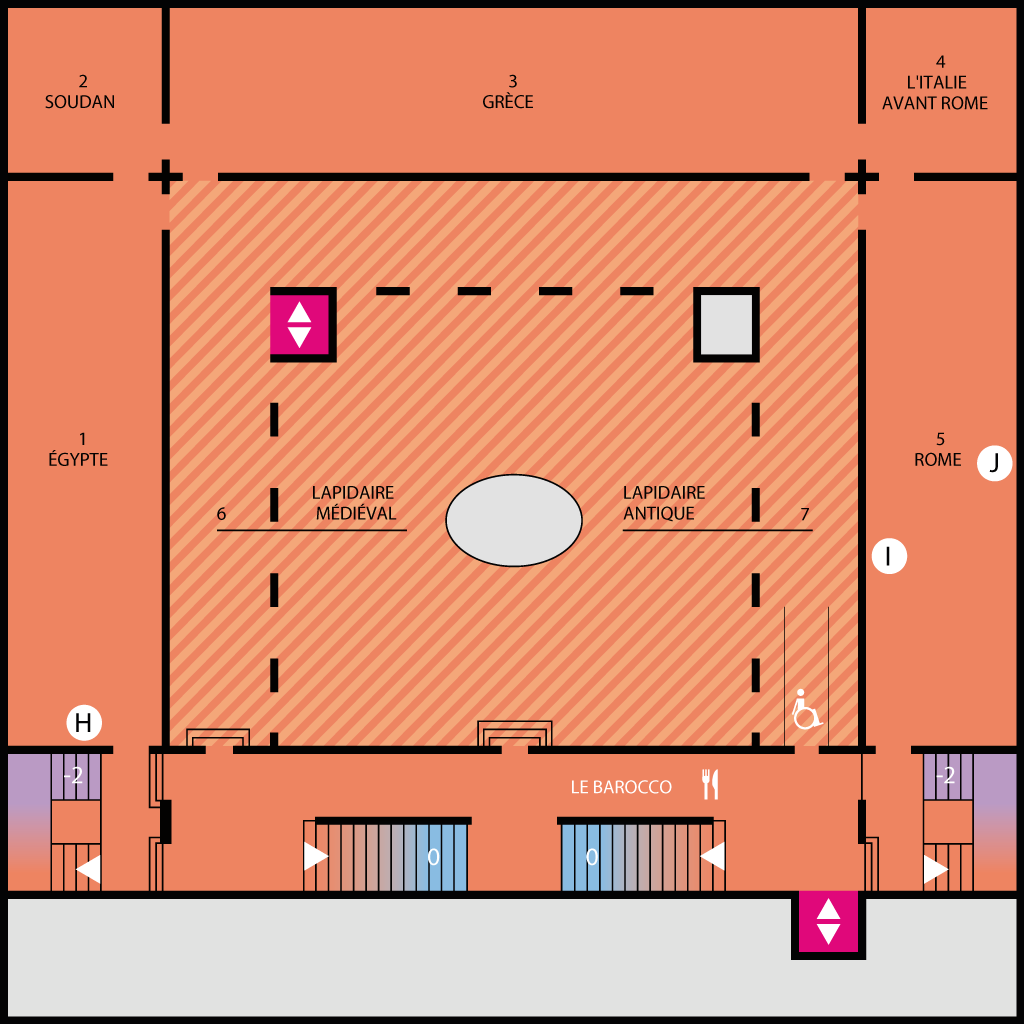 2
SOUDAN
3
GRÈCE
4
L'ITALIE
AVANT ROME
1
ÉGYPTE
5
ROME
J
6
LAPIDAIRE
MÉDIÉVAL
LAPIDAIRE
ANTIQUE
7
I
H
-2
LE BAROCCO
-2
0
0